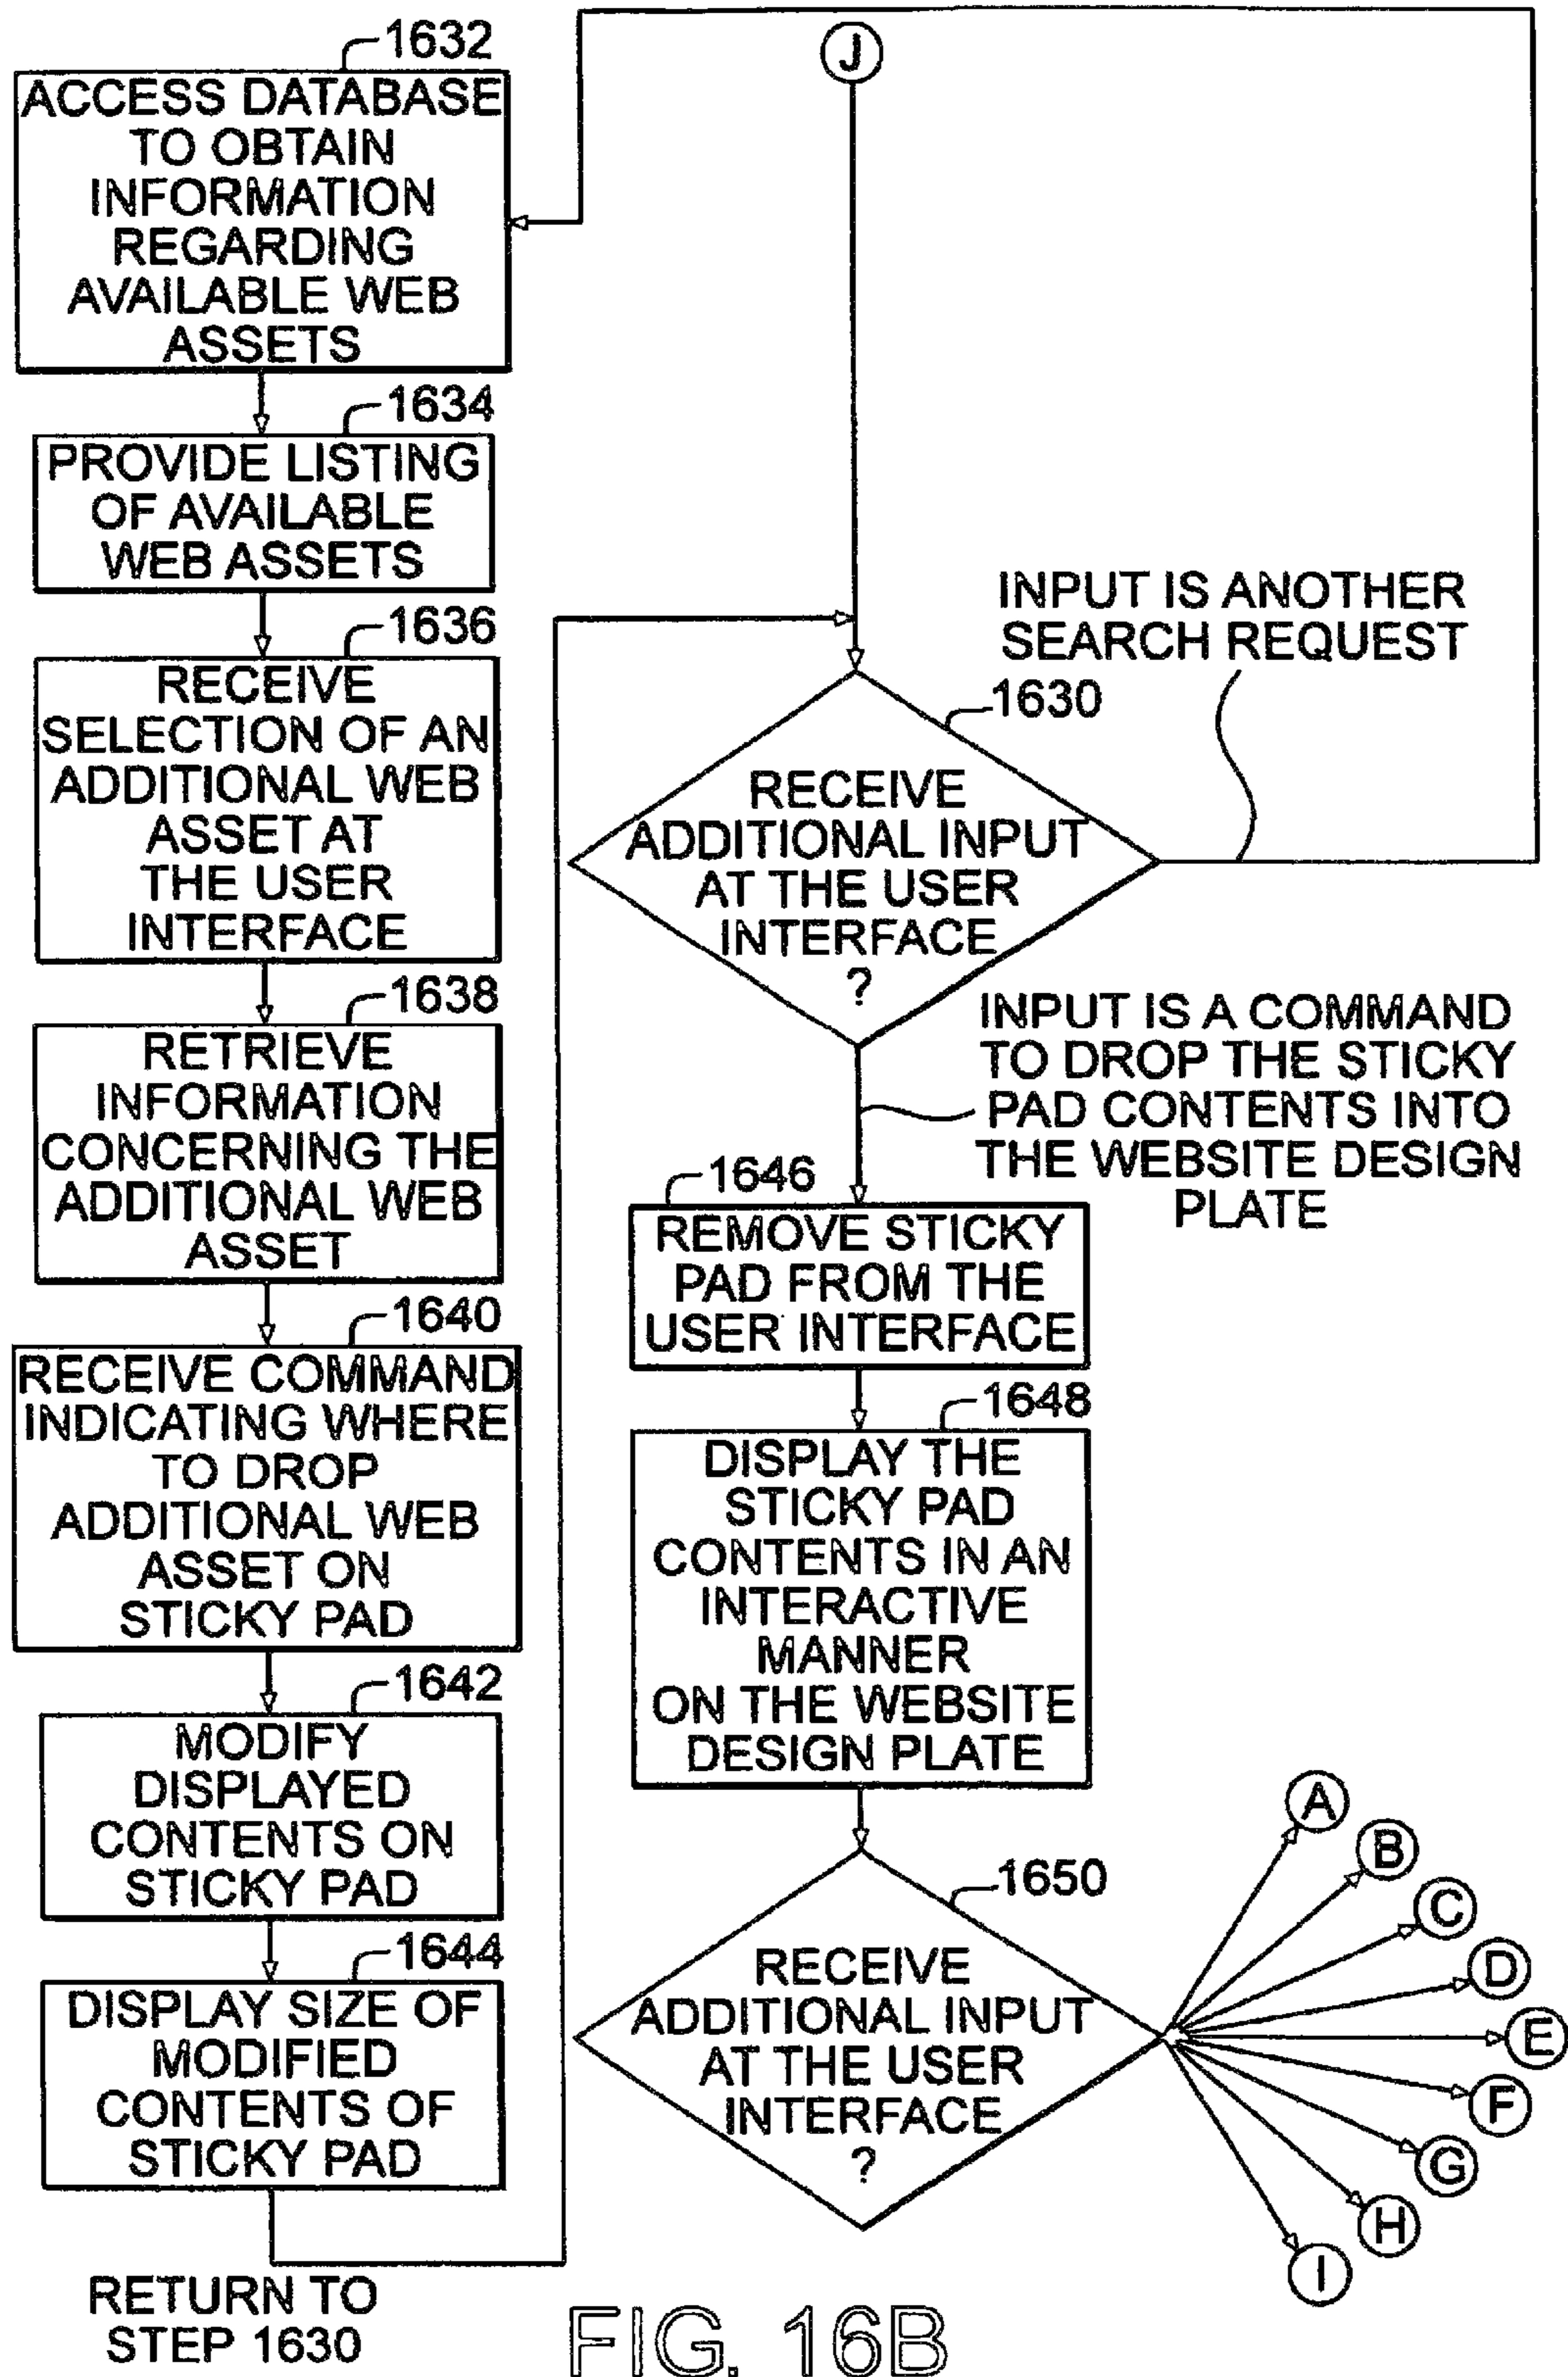 1632
ACCESS DATABASE
TO OBTAIN
INFORMATION
REGARDING
AVAILABLE WEB
ASSETS
1634
PROVIDE LISTING
OF AVAILABLE
WEB ASSETS
1636
RECEIVE
SELECTION OF AN
ADDITIONAL WEB
ASSET AT
THE USER
INTERFACE
1638
RETRIEVE
INFORMATION
CONCERNING THE
ADDITIONAL WEB
ASSET
1640
RECEIVE COMMAND
INDICATING WHERE
TO DROP
ADDITIONAL WEB
ASSET ON
STICKY PAD
1642
MODIFY
DISPLAYED
CONTENTS ON
STICKY PAD
1644
DISPLAY SIZE OF
MODIFIED
CONTENTS OF
STICKY PAD
RETURN TO
STEP 1630
J
INPUT IS ANOTHER
SEARCH REQUEST
1630
RECEIVE
ADDITIONAL INPUT
AT THE USER
INTERFACE
?
INPUT IS A COMMAND
TO DROP THE STICKY
PAD CONTENTS INTO
THE WEBSITE DESIGN
PLATE
1646
REMOVE STICKY
PAD FROM THE
USER INTERFACE
1648
DISPLAY THE
STICKY PAD
CONTENTS IN AN
INTERACTIVE
MANNER
ON THE WEBSITE
DESIGN PLATE
1650
RECEIVE
ADDITIONAL INPUT
AT THE USER
INTERFACE
?
A
B
C
D
E
F
G
H
I
FIG. 16B